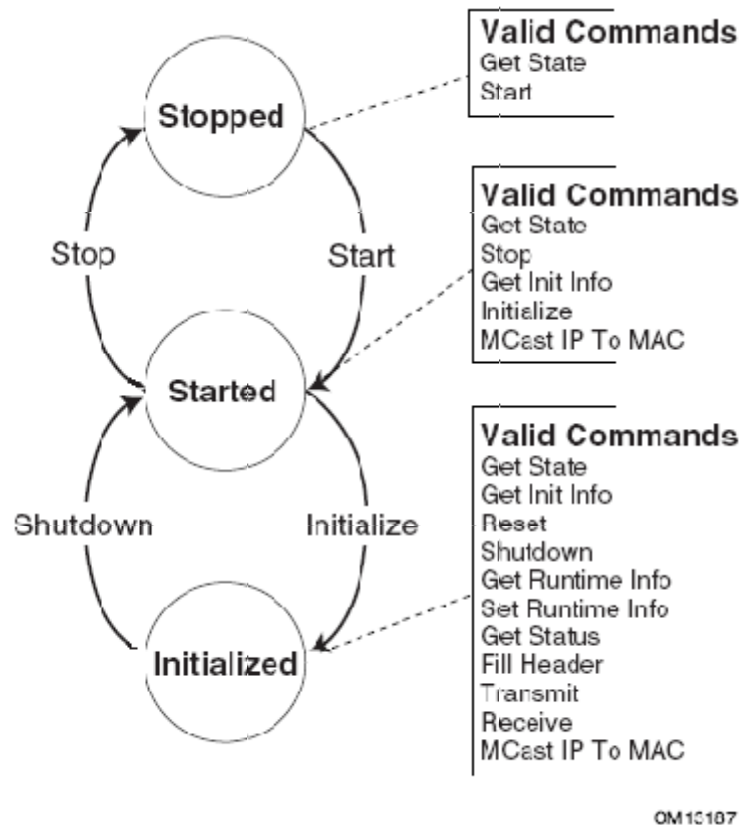 Stopped
Valid Commands
Get State
Start
Stop
Start
Valid Commands
Get State
Stop
Get Init Info
Initialize
MCast IP To MAC
Started
Shutdown
Initialize
Valid Commands
Get State
Get Init Info
Reset
Shutdown
Get Runtime Info
Set Runtime Info
Get Status
Fill Header
Transmit
Receive
MCast IP To MAC
Initialized
OM13187